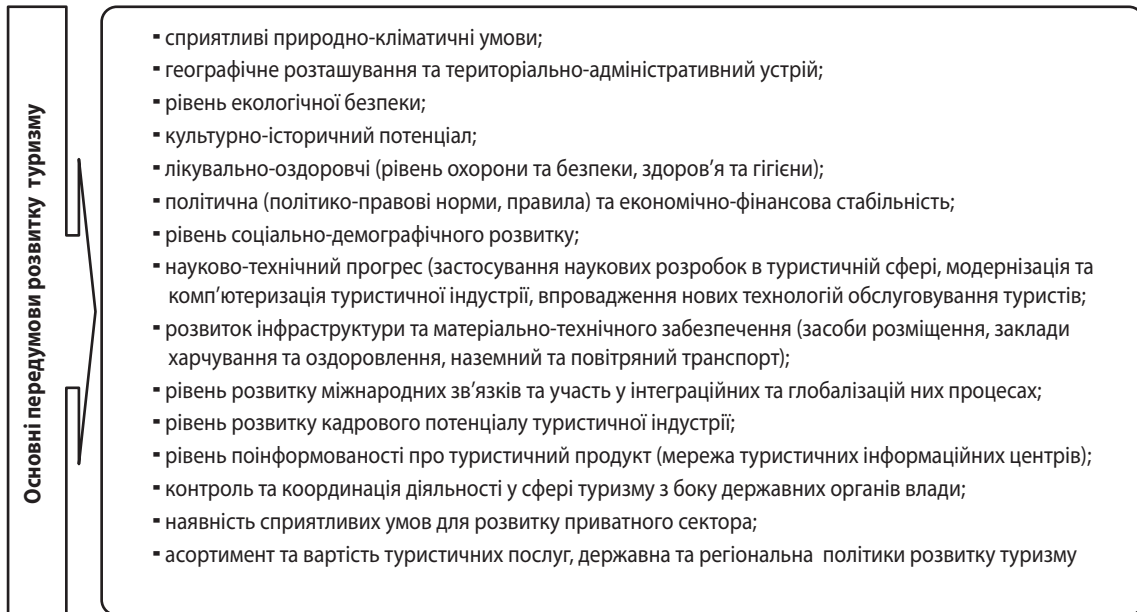 Основні передумови розвитку туризму
- сприятливі природно-кліматичні умови;
- географічне розташування та територіально-адміністративний устрій;
- рівень екологічної безпеки;
- культурно-історичний потенціал;
- лікувально-оздоровчі (рівень охорони та безпеки, здоров’я та гігієни);
- політична (політико-правові норми, правила) та економічно-фінансова стабільність;
- рівень соціально-демографічного розвитку;
- науково-технічний прогрес (застосування наукових розробок в туристичній сфері, модернізація та
комп’ютеризація туристичної індустрії, впровадження нових технологій обслуговування туристів;
- розвиток інфраструктури та матеріально-технічного забезпечення (засоби розміщення, заклади
харчування та оздоровлення, наземний та повітряний транспорт);
- рівень розвитку міжнародних зв’язків та участь у інтеграційних та глобалізацій них процесах;
- рівень розвитку кадрового потенціалу туристичної індустрії;
- рівень поінформованості про туристичний продукт (мережа туристичних інформаційних центрів);
- контроль та координація діяльності у сфері туризму з боку державних органів влади;
- наявність сприятливих умов для розвитку приватного сектора;
- асортимент та вартість туристичних послуг, державна та регіональна політики розвитку туризму